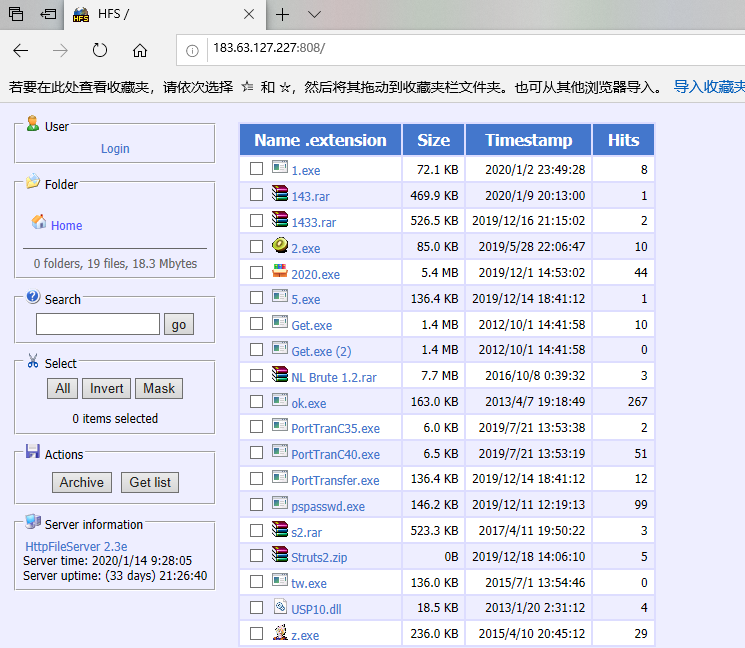 HFS /
183.63.127.227:808/
若要在此处查看收藏夹，请依次选择 和 ，然后将其拖动到收藏夹栏文件夹。也可从其他浏览器导入。 导入收藏夹
User
Login
Folder
Home
0 folders, 19 files, 18.3 Mbytes
Search
go
Select
All Invert Mask
0 items selected
Actions
Archive Get list
Server information
HttpFileServer 2.3e
Server time: 2020/1/14 9:28:05
Server uptime: (33 days) 21:26:40
Name .extension Size Timestamp Hits
1.exe 72.1 KB 2020/1/2 23:49:28 8
143.rar 469.9 KB 2020/1/9 20:13:00 1
1433.rar 526.5 KB 2019/12/16 21:15:02 2
2.exe 85.0 KB 2019/5/28 22:06:47 10
2020.exe 5.4 MB 2019/12/1 14:53:02 44
5.exe 136.4 KB 2019/12/14 18:41:12 1
Get.exe 1.4 MB 2012/10/1 14:41:58 10
Get.exe (2) 1.4 MB 2012/10/1 14:41:58 0
NL Brute 1.2.rar 7.7 MB 2016/10/8 0:39:32 3
ok.exe 163.0 KB 2013/4/7 19:18:49 267
PortTranC35.exe 6.0 KB 2019/7/21 13:53:38 2
PortTranC40.exe 6.5 KB 2019/7/21 13:53:19 51
PortTransfer.exe 136.4 KB 2019/12/14 18:41:12 12
pspasswd.exe 146.2 KB 2019/12/11 12:19:13 99
s2.rar 523.3 KB 2017/4/11 19:50:22 3
Struts2.zip 0B 2019/12/18 14:06:10 5
tw.exe 136.0 KB 2015/7/1 13:54:46 0
USP10.dll 18.5 KB 2013/1/20 2:31:12 4
z.exe 236.0 KB 2015/4/10 20:45:12 29